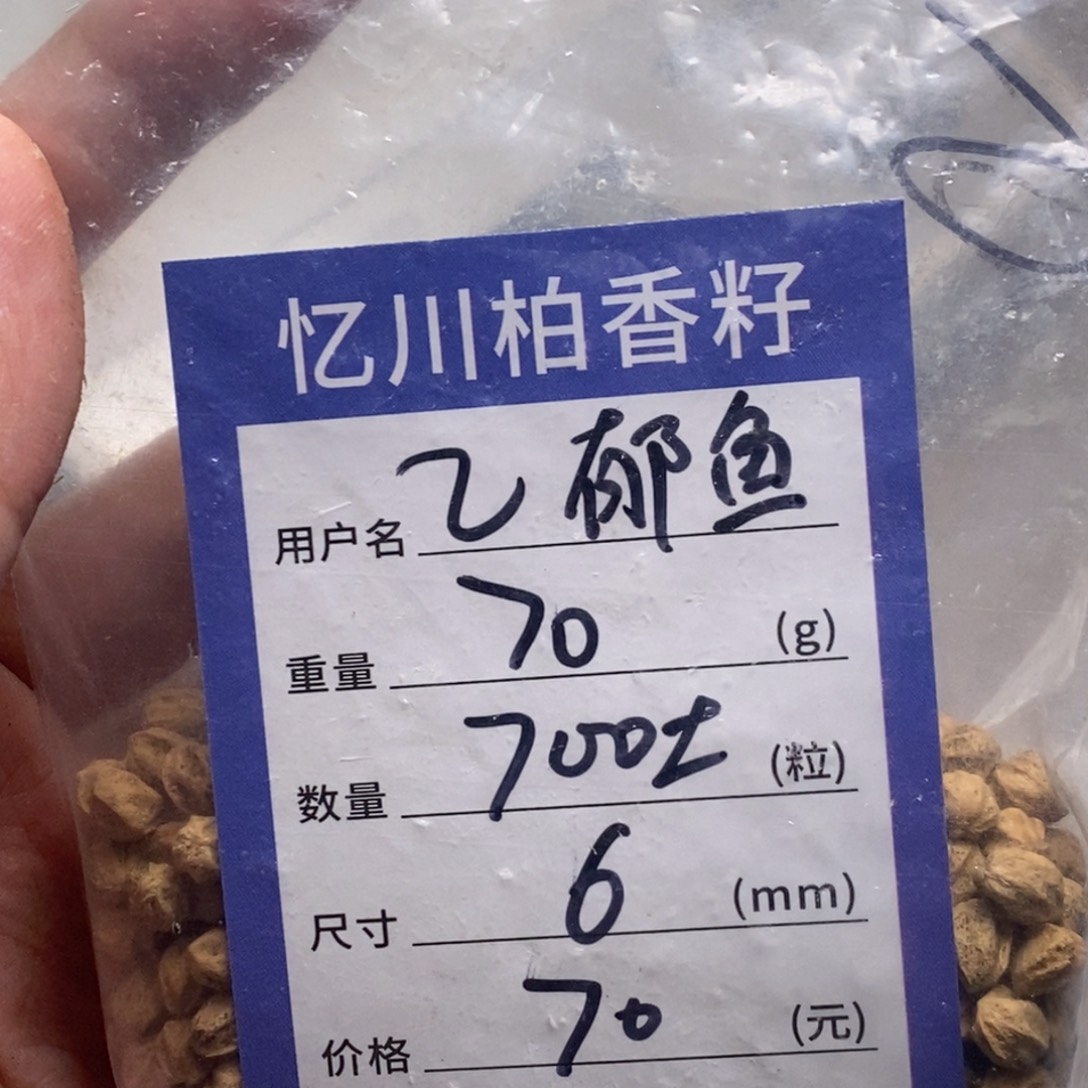 忆川柏香籽
用户名 乙郁鱼
重量 70 (g)
数量 700± (粒)
尺寸 6 (mm)
价格 70 (元)